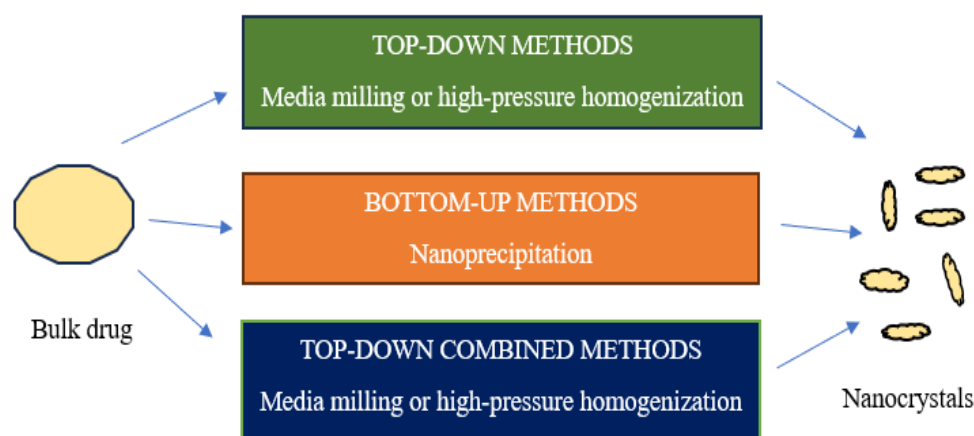 TOP-DOWN METHODS
Media milling or high-pressure homogenization
BOTTOM-UP METHODS
Nanoprecipitation
Bulk drug
TOP-DOWN COMBINED METHODS
Media milling or high-pressure homogenization
Nanocrystals